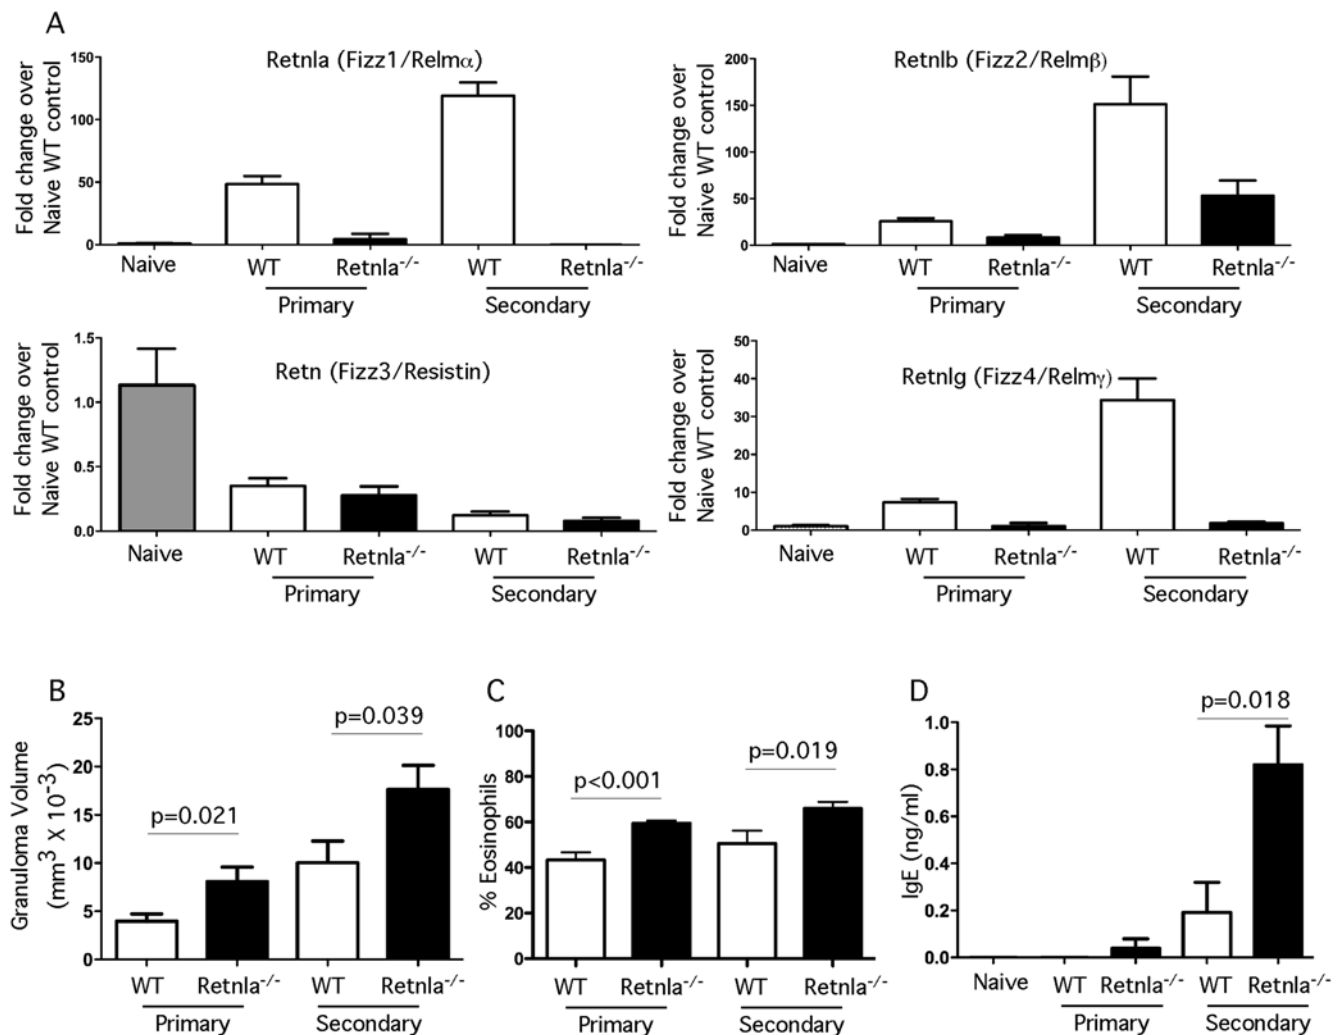 A
Retnla (Fizz1/Relmα)
Fold change over
Naive WT control
150
100
50
0
Naive WT Retnla⁻/⁻ WT Retnla⁻/⁻
Primary Secondary
Retnlb (Fizz2/Relmβ)
Fold change over
Naive WT control
200
150
100
50
0
Naive WT Retnla⁻/⁻ WT Retnla⁻/⁻
Primary Secondary
Retn (Fizz3/Resistin)
Fold change over
Naive WT control
1.5
1.0
0.5
0.0
Naive WT Retnla⁻/⁻ WT Retnla⁻/⁻
Primary Secondary
Retnlg (Fizz4/Relmγ)
Fold change over
Naive WT control
50
40
30
20
10
0
Naive WT Retnla⁻/⁻ WT Retnla⁻/⁻
Primary Secondary
B
Granuloma Volume
(mm³ X 10⁻³)
25
20
15
10
5
0
p=0.021
p=0.039
WT Retnla⁻/⁻ WT Retnla⁻/⁻
Primary Secondary
C
% Eosinophils
100
80
60
40
20
0
p<0.001
p=0.019
WT Retnla⁻/⁻ WT Retnla⁻/⁻
Primary Secondary
D
IgE (ng/ml)
1.0
0.8
0.6
0.4
0.2
0.0
p=0.018
Naive WT Retnla⁻/⁻ WT Retnla⁻/⁻
Primary Secondary